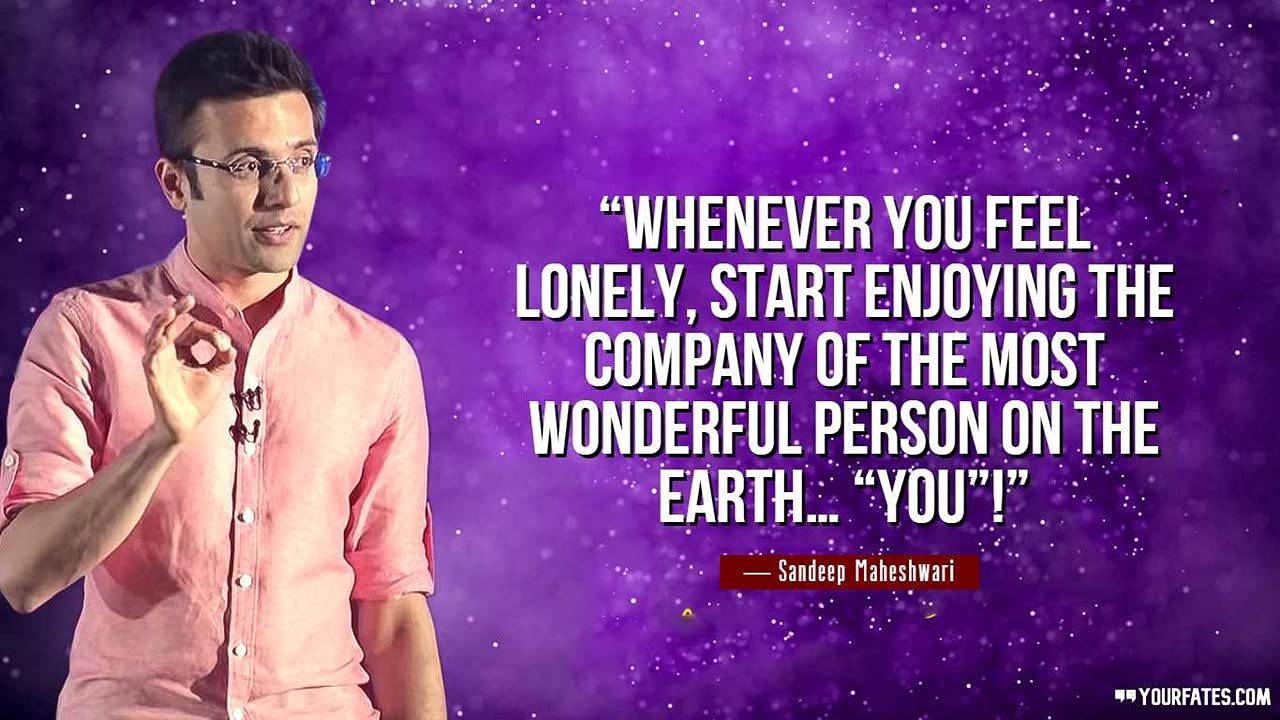 “WHENEVER YOU FEEL
LONELY, START ENJOYING THE
COMPANY OF THE MOST
WONDERFUL PERSON ON THE
EARTH... “YOU”!”
— Sandeep Maheshwari
❞YOURFATES.COM